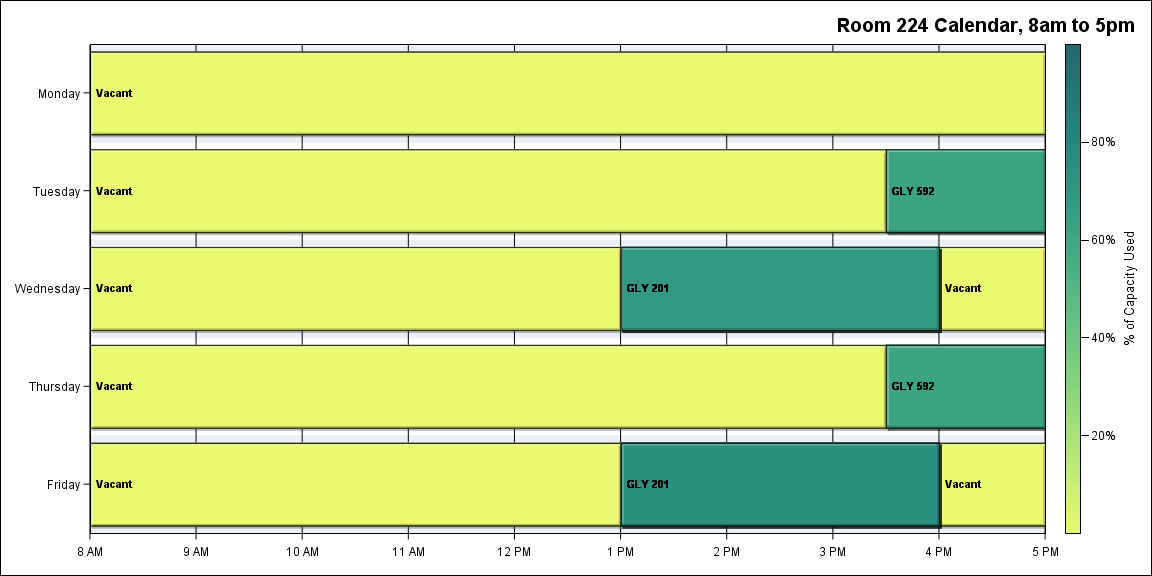 Room 224 Calendar, 8am to 5pm
Monday
Vacant
Tuesday
Vacant
GLY 592
Wednesday
Vacant
GLY 201
Vacant
Thursday
Vacant
GLY 592
Friday
Vacant
GLY 201
Vacant
8 AM
9 AM
10 AM
11 AM
12 PM
1 PM
2 PM
3 PM
4 PM
5 PM
80%
60%
40%
20%
% of Capacity Used